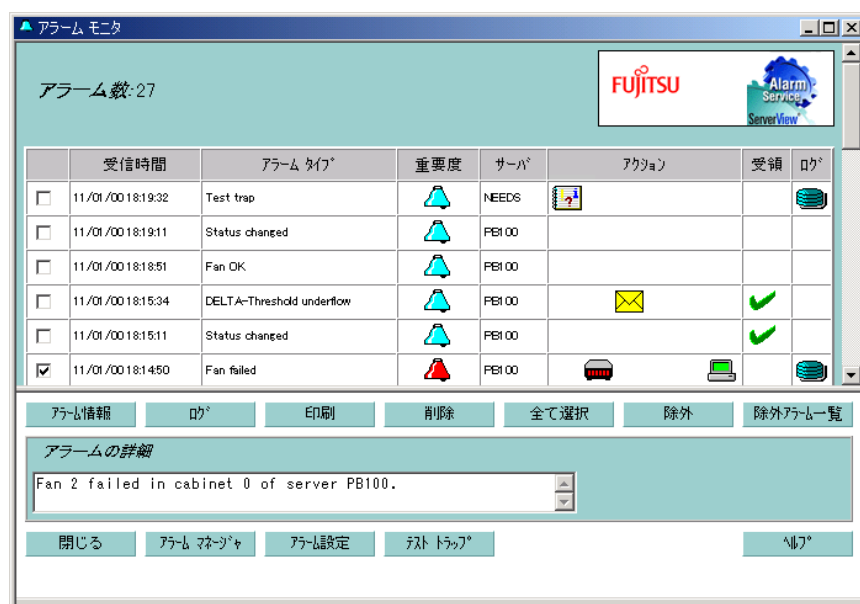 アラーム モニタ
アラーム数:27
FUJITSU
Alarm Service
ServerView
受信時間 アラーム タイプ 重要度 サーバ アクション 受領 ログ
11/01/00 18:19:32 Test trap NEEDS
11/01/00 18:19:11 Status changed PB100
11/01/00 18:18:51 Fan OK PB100
11/01/00 18:15:34 DELTA-Threshold underflow PB100
11/01/00 18:15:11 Status changed PB100
11/01/00 18:14:50 Fan failed PB100
アラーム情報 ログ 印刷 削除 全て選択 除外 除外アラーム一覧
アラームの詳細
Fan 2 failed in cabinet 0 of server PB100.
閉じる アラーム マネージャ アラーム設定 テスト トラップ ヘルプ